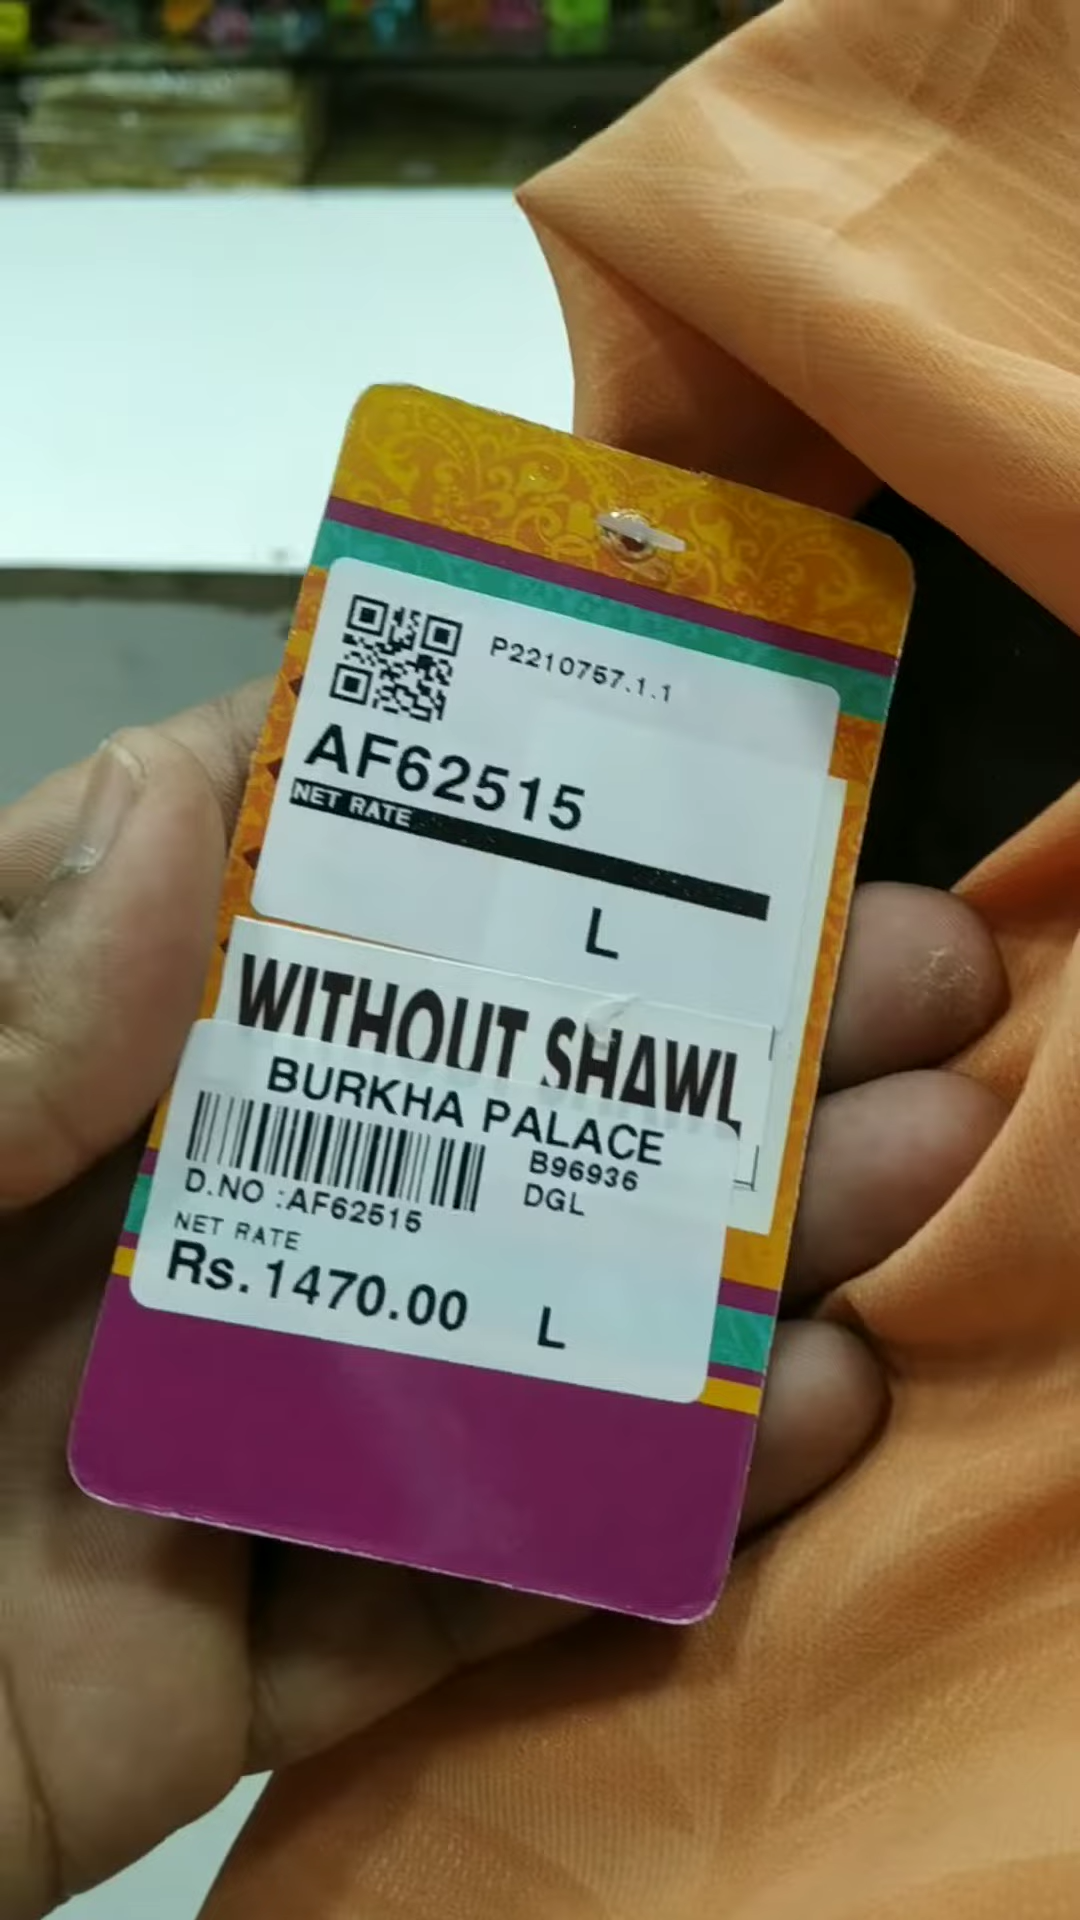 P2210757.1.1
AF62515
NET RATE
L
WITHOUT SHAWL
BURKHA PALACE
B96936
D.NO :AF62515
DGL
NET RATE
Rs.1470.00 L